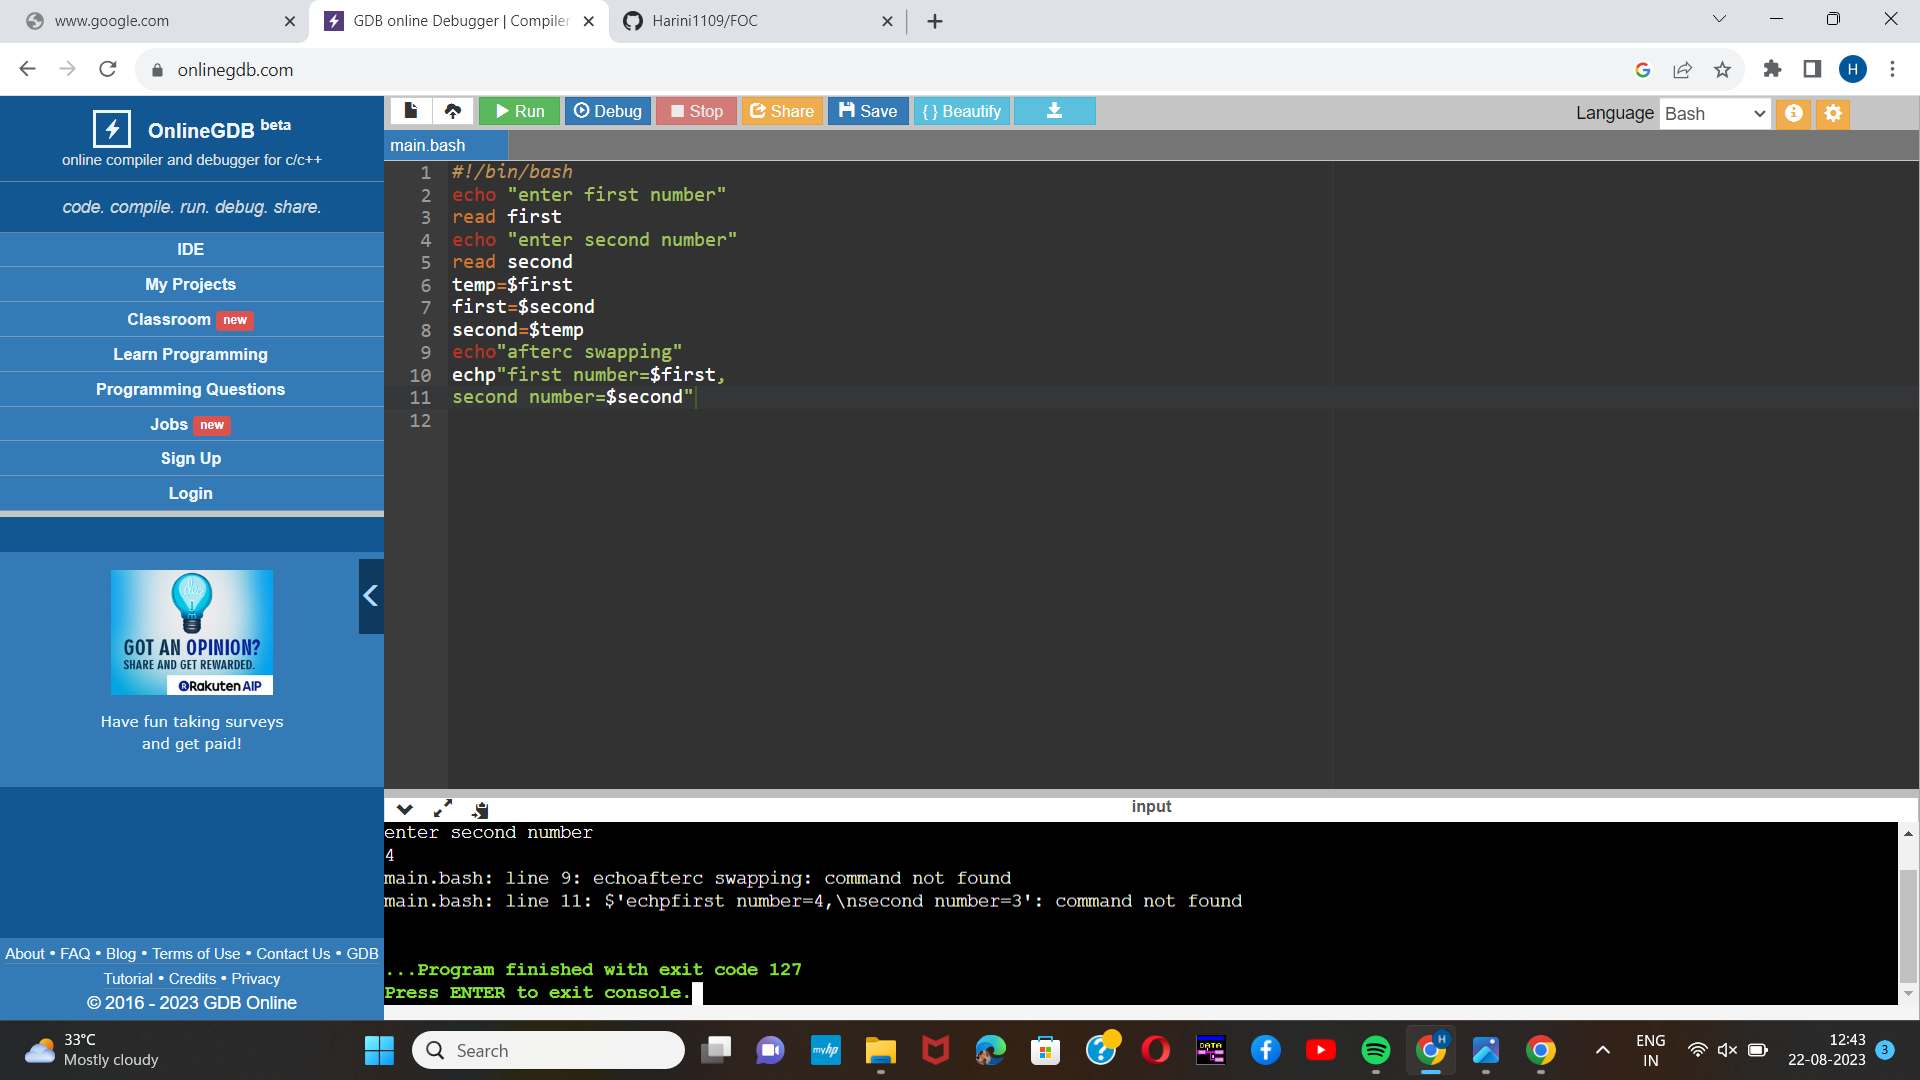 www.google.com
GDB online Debugger | Compiler
Harini1109/FOC
onlinegdb.com
H
OnlineGDB beta
online compiler and debugger for c/c++
code. compile. run. debug. share.
IDE
My Projects
Classroom new
Learn Programming
Programming Questions
Jobs new
Sign Up
Login
GOT AN OPINION?
SHARE AND GET REWARDED.
Rakuten AIP
Have fun taking surveys
and get paid!
About • FAQ • Blog • Terms of Use • Contact Us • GDB
Tutorial • Credits • Privacy
© 2016 - 2023 GDB Online
Run Debug Stop Share Save { } Beautify
Language Bash
main.bash
1 #!/bin/bash
2 echo "enter first number"
3 read first
4 echo "enter second number"
5 read second
6 temp=$first
7 first=$second
8 second=$temp
9 echo"afterc swapping"
10 echp"first number=$first,
11 second number=$second"
12
input
enter second number
4
main.bash: line 9: echoafterc swapping: command not found
main.bash: line 11: $'echpfirst number=4,\nsecond number=3': command not found
...Program finished with exit code 127
Press ENTER to exit console.
33°C
Mostly cloudy
Search
myhp
DATA
H
ENG
IN
12:43
22-08-2023
3